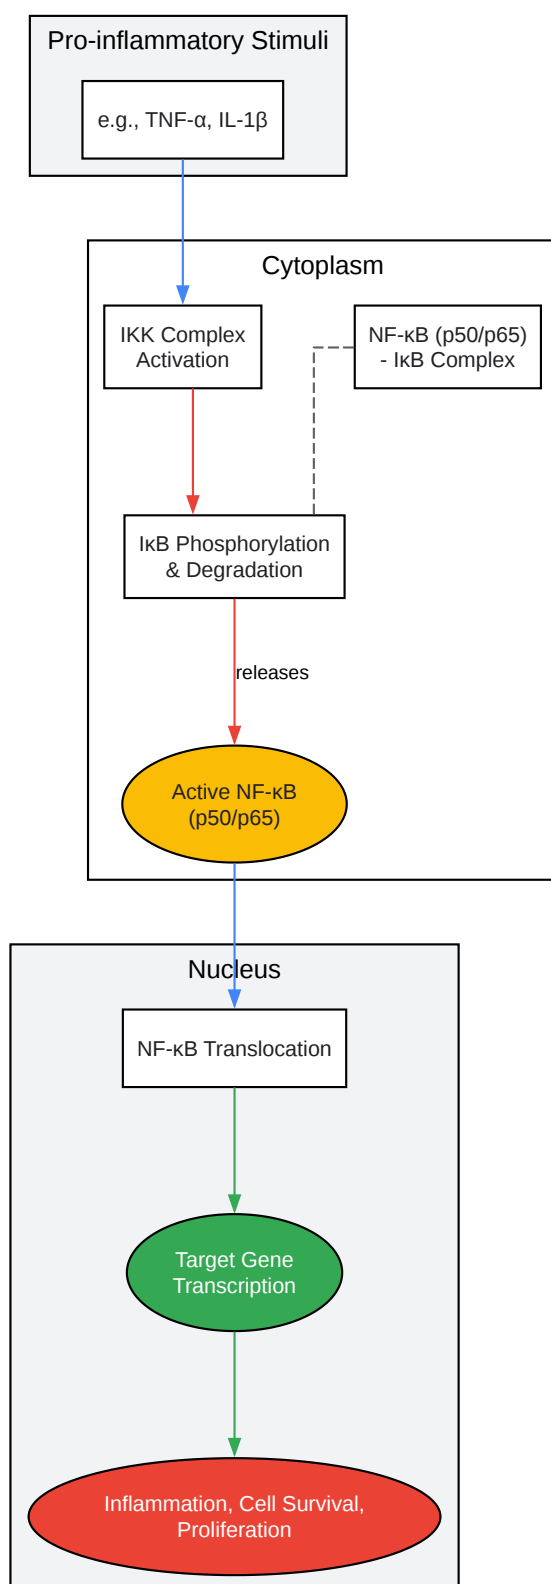 Pro-inflammatory Stimuli
e.g., TNF-α, IL-1β
Cytoplasm
IKK Complex
Activation
NF-κB (p50/p65)
- IκB Complex
IκB Phosphorylation
& Degradation
releases
Active NF-κB
(p50/p65)
Nucleus
NF-κB Translocation
Target Gene
Transcription
Inflammation, Cell Survival,
Proliferation